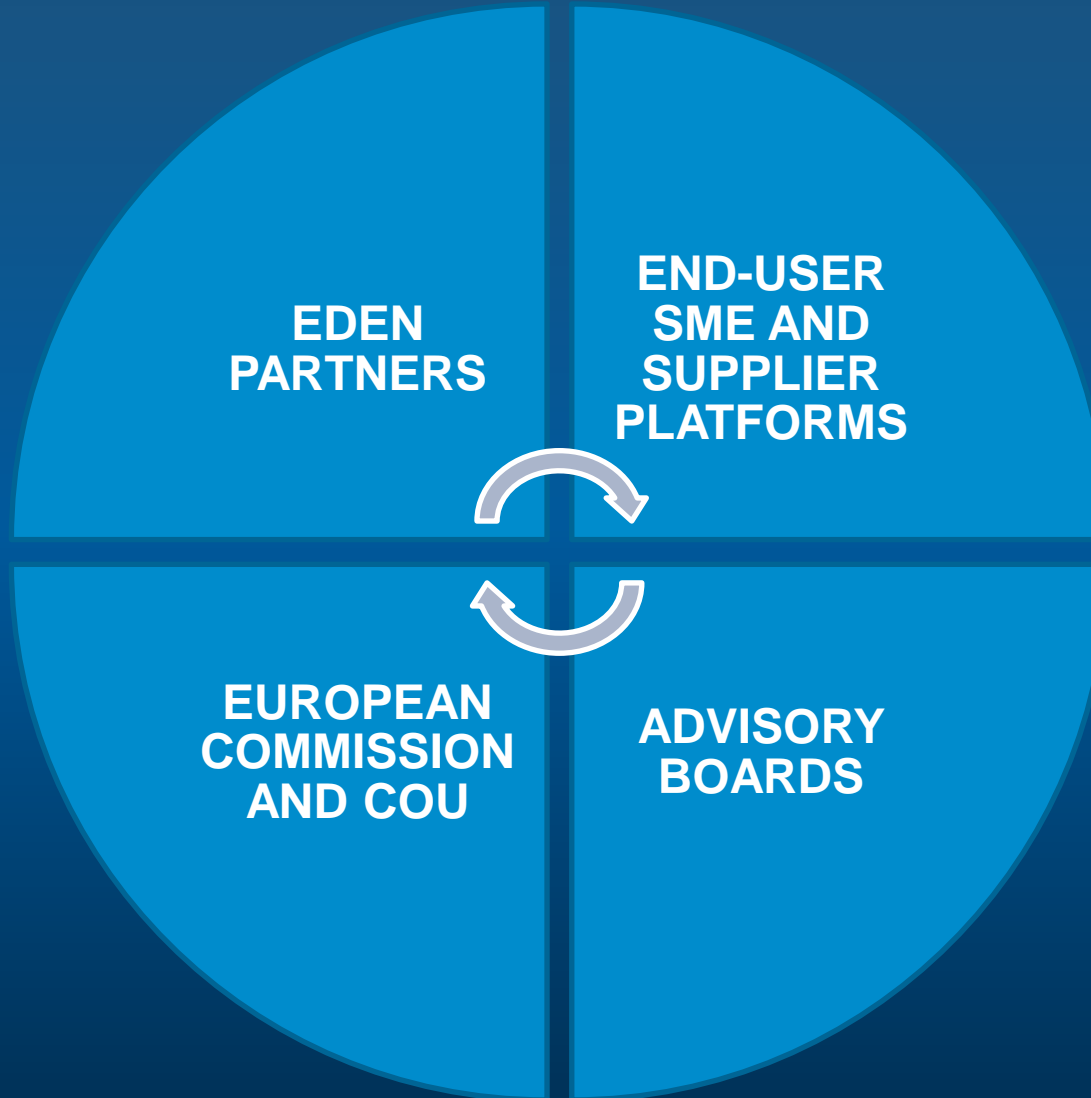 EDEN
PARTNERS
END-USER
SME AND
SUPPLIER
PLATFORMS
EUROPEAN
COMMISSION
AND COU
ADVISORY
BOARDS